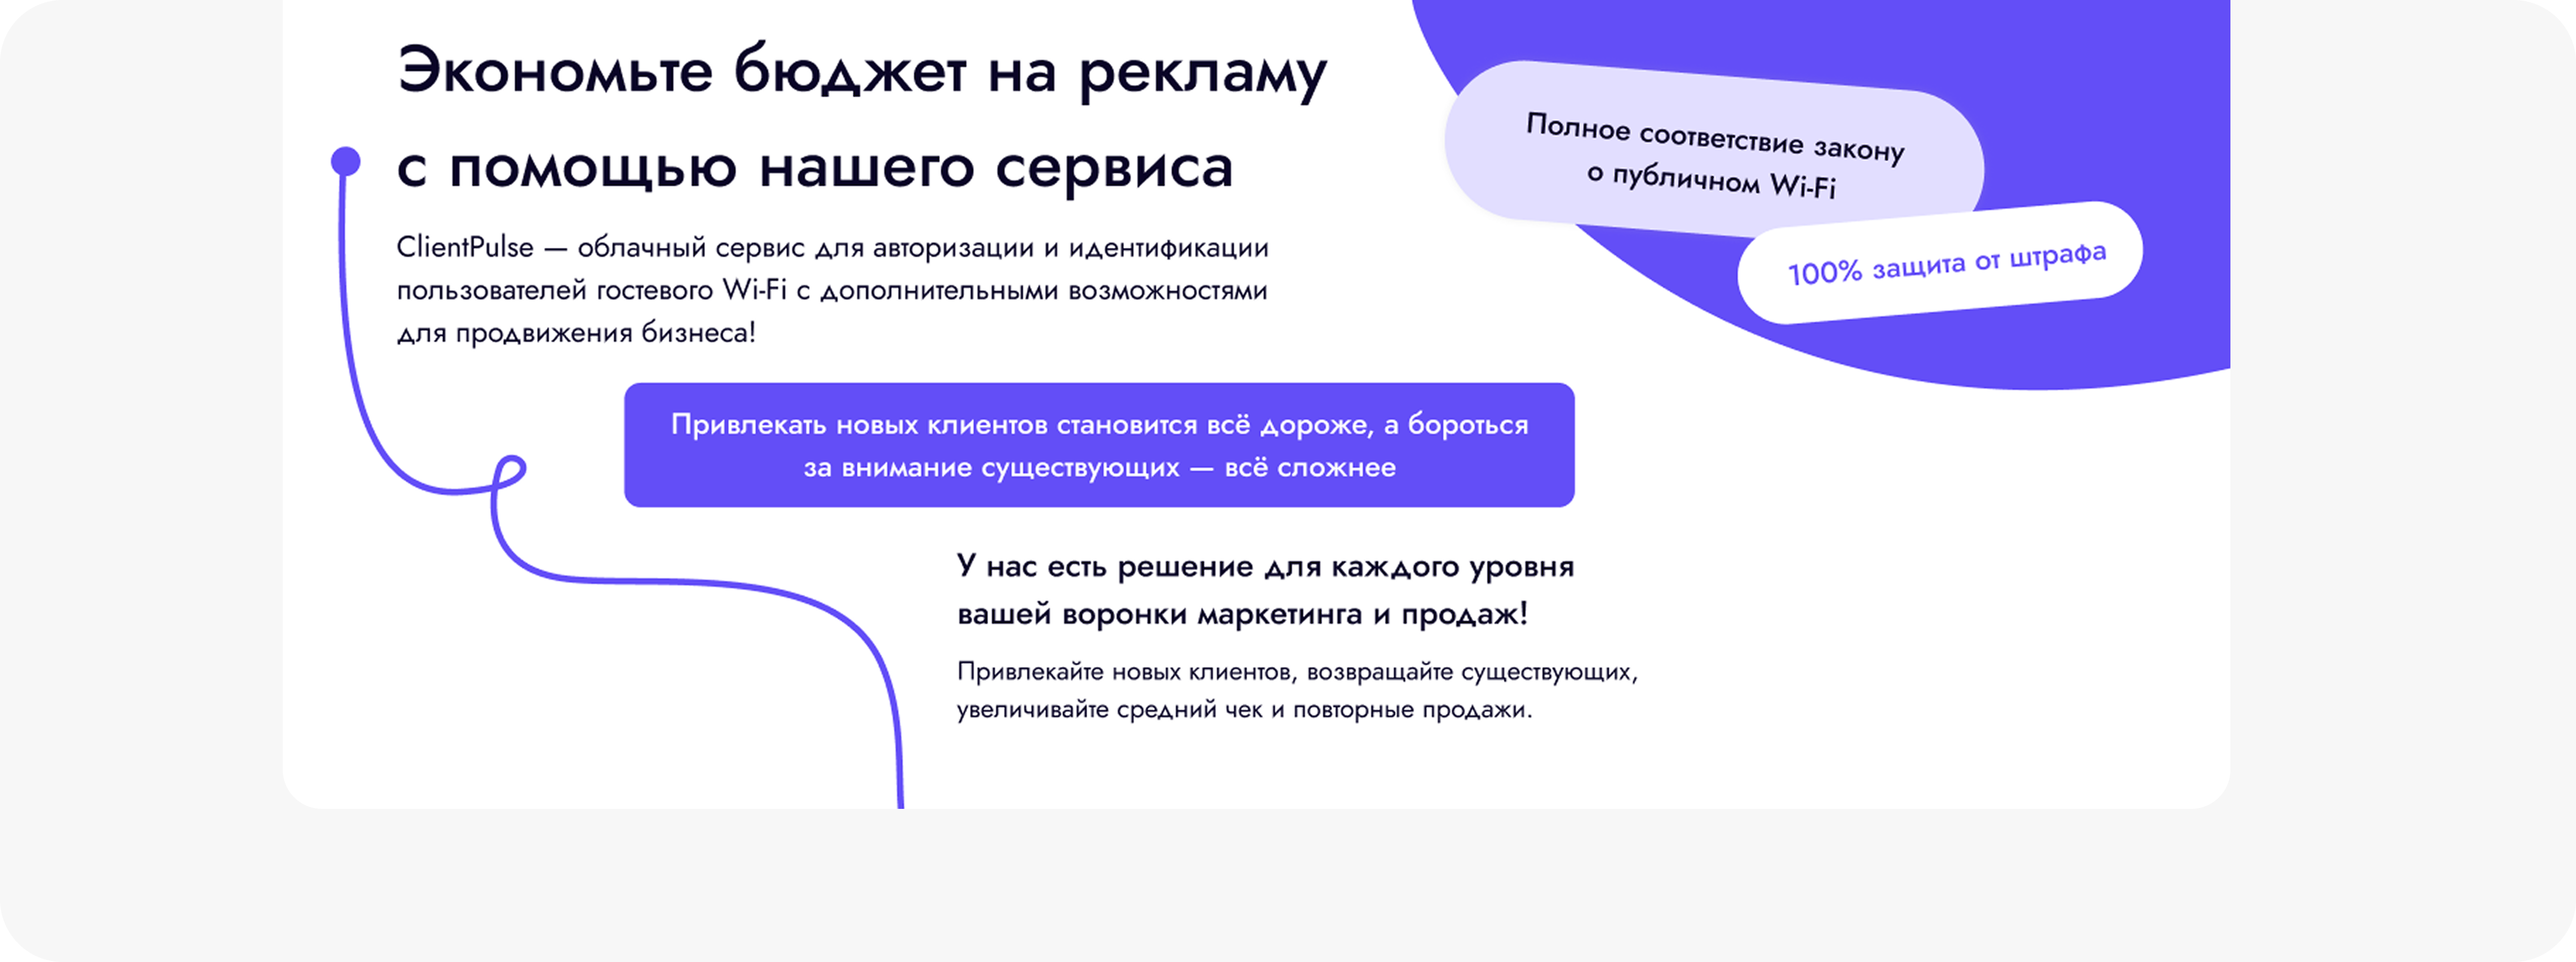 Экономьте бюджет на рекламу
с помощью нашего сервиса
ClientPulse — облачный сервис для авторизации и идентификации
пользователей гостевого Wi-Fi с дополнительными возможностями
для продвижения бизнеса!
Полное соответствие закону
о публичном Wi-Fi
100% защита от штрафа
Привлекать новых клиентов становится всё дороже, а бороться
за внимание существующих — всё сложнее
У нас есть решение для каждого уровня
вашей воронки маркетинга и продаж!
Привлекайте новых клиентов, возвращайте существующих,
увеличивайте средний чек и повторные продажи.